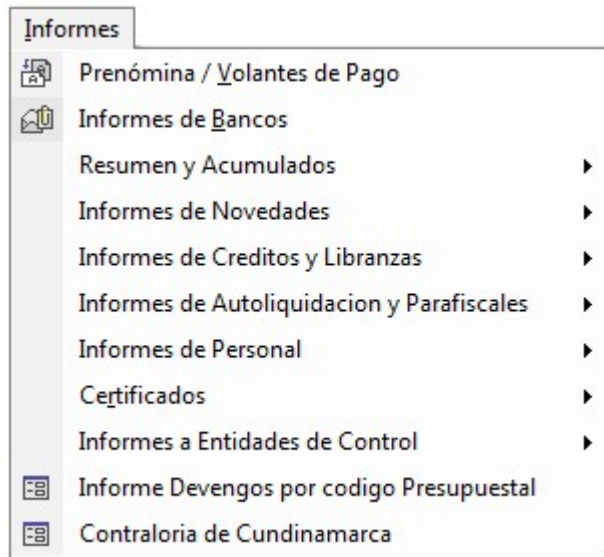 Informes
Prenómina / Volantes de Pago
Informes de Bancos
Resumen y Acumulados
Informes de Novedades
Informes de Creditos y Libranzas
Informes de Autoliquidacion y Parafiscales
Informes de Personal
Certificados
Informes a Entidades de Control
Informe Devengos por codigo Presupuestal
Contraloria de Cundinamarca